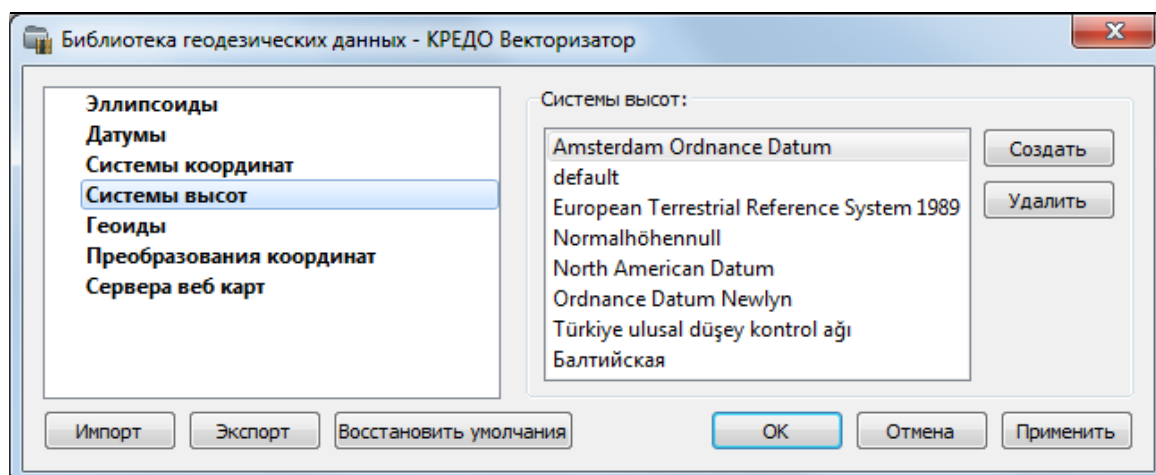 Библиотека геодезических данных - КРЕДО Векторизатор
Эллипсоиды
Датумы
Системы координат
Системы высот
Геоиды
Преобразования координат
Сервера веб карт
Системы высот:
Amsterdam Ordnance Datum
default
European Terrestrial Reference System 1989
Normalhöhennull
North American Datum
Ordnance Datum Newlyn
Türkiye ulusal düşey kontrol ağı
Балтийская
Создать
Удалить
Импорт
Экспорт
Восстановить умолчания
OK
Отмена
Применить